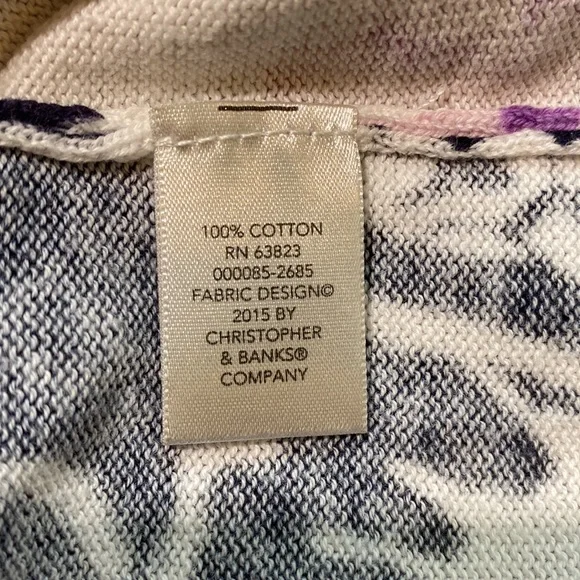 100% COTTON
RN 63823
000085-2685
FABRIC DESIGN©
2015 BY
CHRISTOPHER
& BANKS®
COMPANY